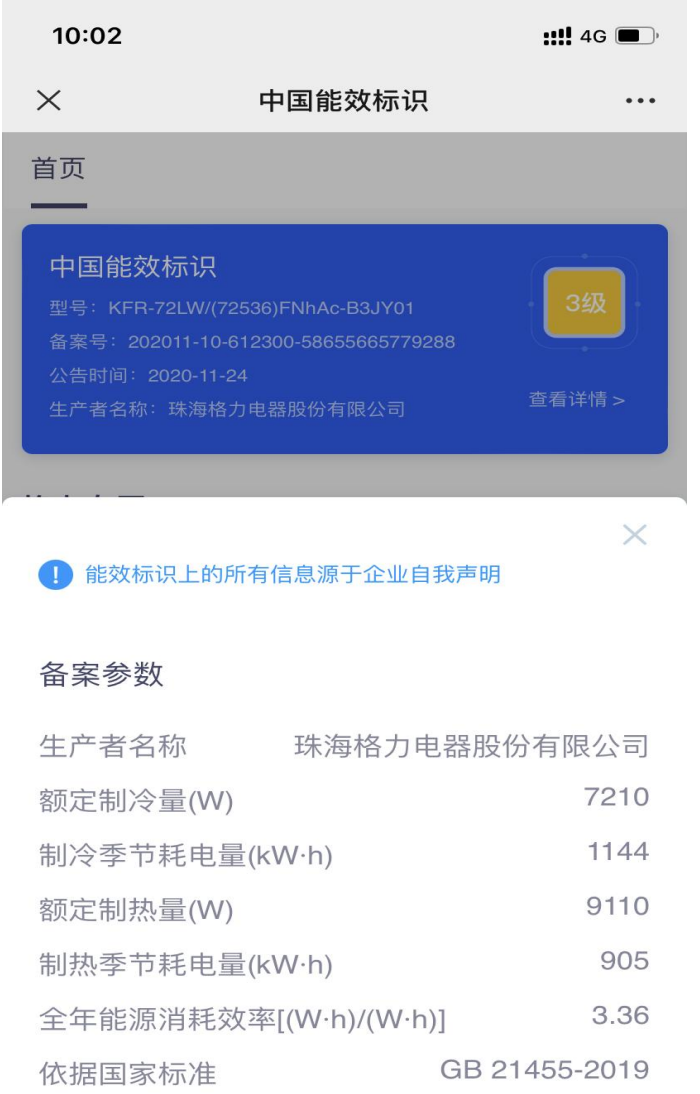 10:02
4G
中国能效标识
首页
中国能效标识
型号：KFR-72LW/(72536)FNhAc-B3JY01
备案号：202011-10-612300-58655665779288
公告时间：2020-11-24
生产者名称：珠海格力电器股份有限公司
3级
查看详情 >
能效标识上的所有信息源于企业自我声明
备案参数
生产者名称 珠海格力电器股份有限公司
额定制冷量(W) 7210
制冷季节耗电量(kW·h) 1144
额定制热量(W) 9110
制热季节耗电量(kW·h) 905
全年能源消耗效率[(W·h)/(W·h)] 3.36
依据国家标准 GB 21455-2019